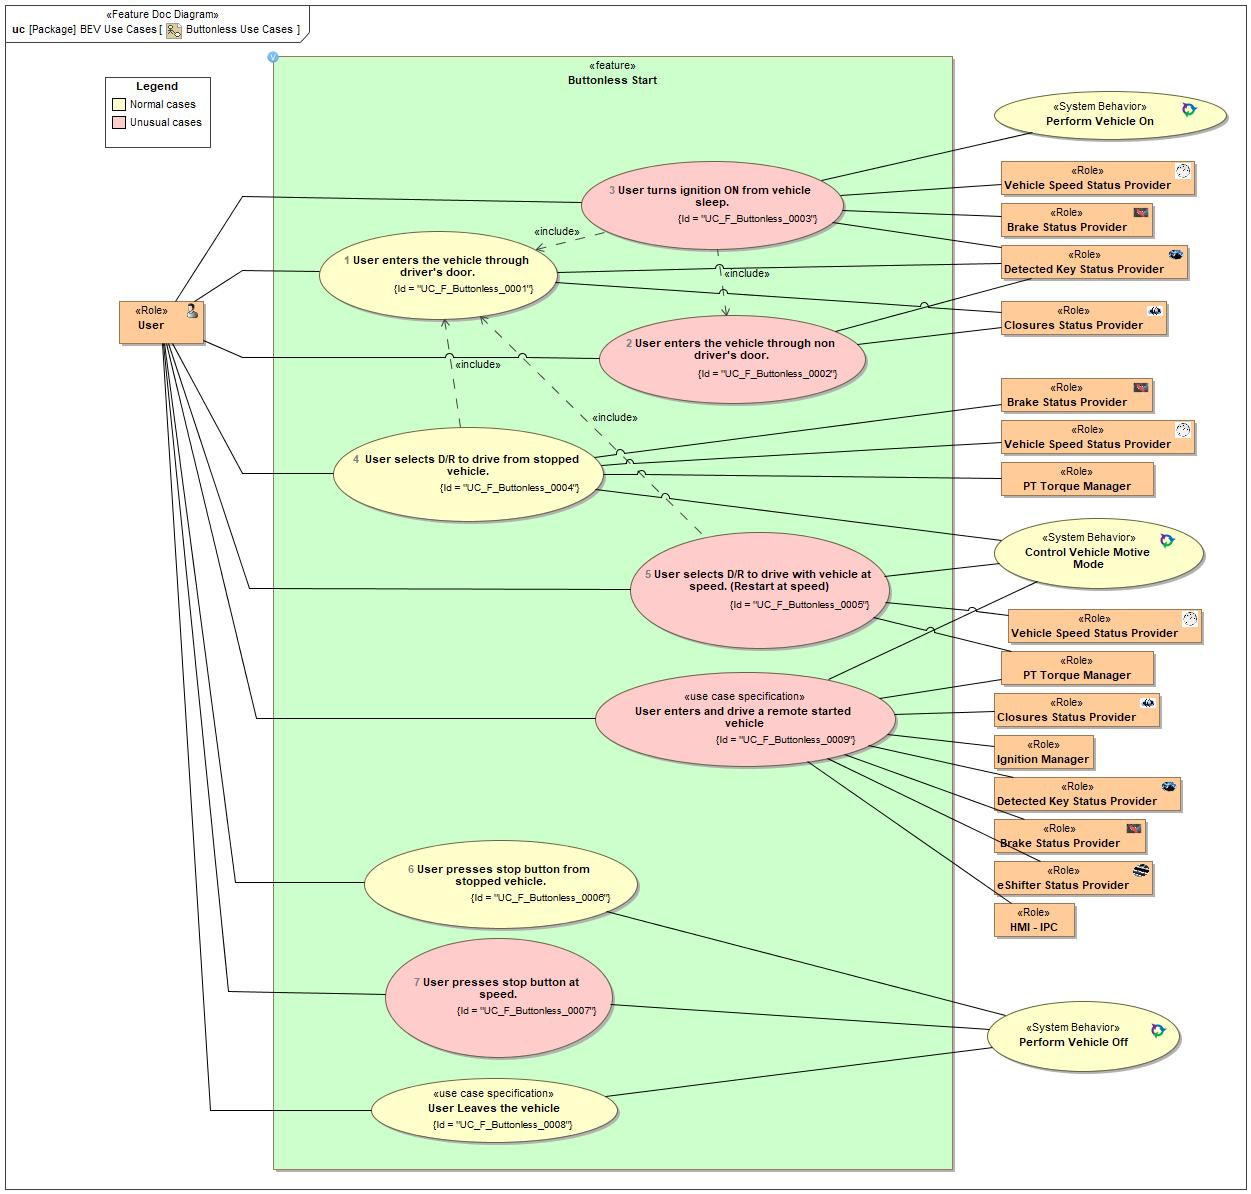 «Feature Doc Diagram»
uc [Package] BEV Use Cases [ Buttonless Use Cases ]
Legend
Normal cases
Unusual cases
«feature»
Buttonless Start
«System Behavior»
Perform Vehicle On
3 User turns ignition ON from vehicle
sleep.
{Id = "UC_F_Buttonless_0003"}
«Role»
Vehicle Speed Status Provider
«Role»
Brake Status Provider
«include»
1 User enters the vehicle through
driver's door.
{Id = "UC_F_Buttonless_0001"}
«include»
«Role»
Detected Key Status Provider
«Role»
User
«Role»
Closures Status Provider
2 User enters the vehicle through non
driver's door.
{Id = "UC_F_Buttonless_0002"}
«include»
«Role»
Brake Status Provider
«include»
«Role»
Vehicle Speed Status Provider
4 User selects D/R to drive from stopped
vehicle.
{Id = "UC_F_Buttonless_0004"}
«Role»
PT Torque Manager
«System Behavior»
Control Vehicle Motive
Mode
5 User selects D/R to drive with vehicle at
speed. (Restart at speed)
{Id = "UC_F_Buttonless_0005"}
«Role»
Vehicle Speed Status Provider
«Role»
PT Torque Manager
«use case specification»
User enters and drive a remote started
vehicle
{Id = "UC_F_Buttonless_0009"}
«Role»
Closures Status Provider
«Role»
Ignition Manager
«Role»
Detected Key Status Provider
«Role»
Brake Status Provider
«Role»
eShifter Status Provider
«Role»
HMI - IPC
6 User presses stop button from
stopped vehicle.
{Id = "UC_F_Buttonless_0006"}
7 User presses stop button at
speed.
{Id = "UC_F_Buttonless_0007"}
«System Behavior»
Perform Vehicle Off
«use case specification»
User Leaves the vehicle
{Id = "UC_F_Buttonless_0008"}